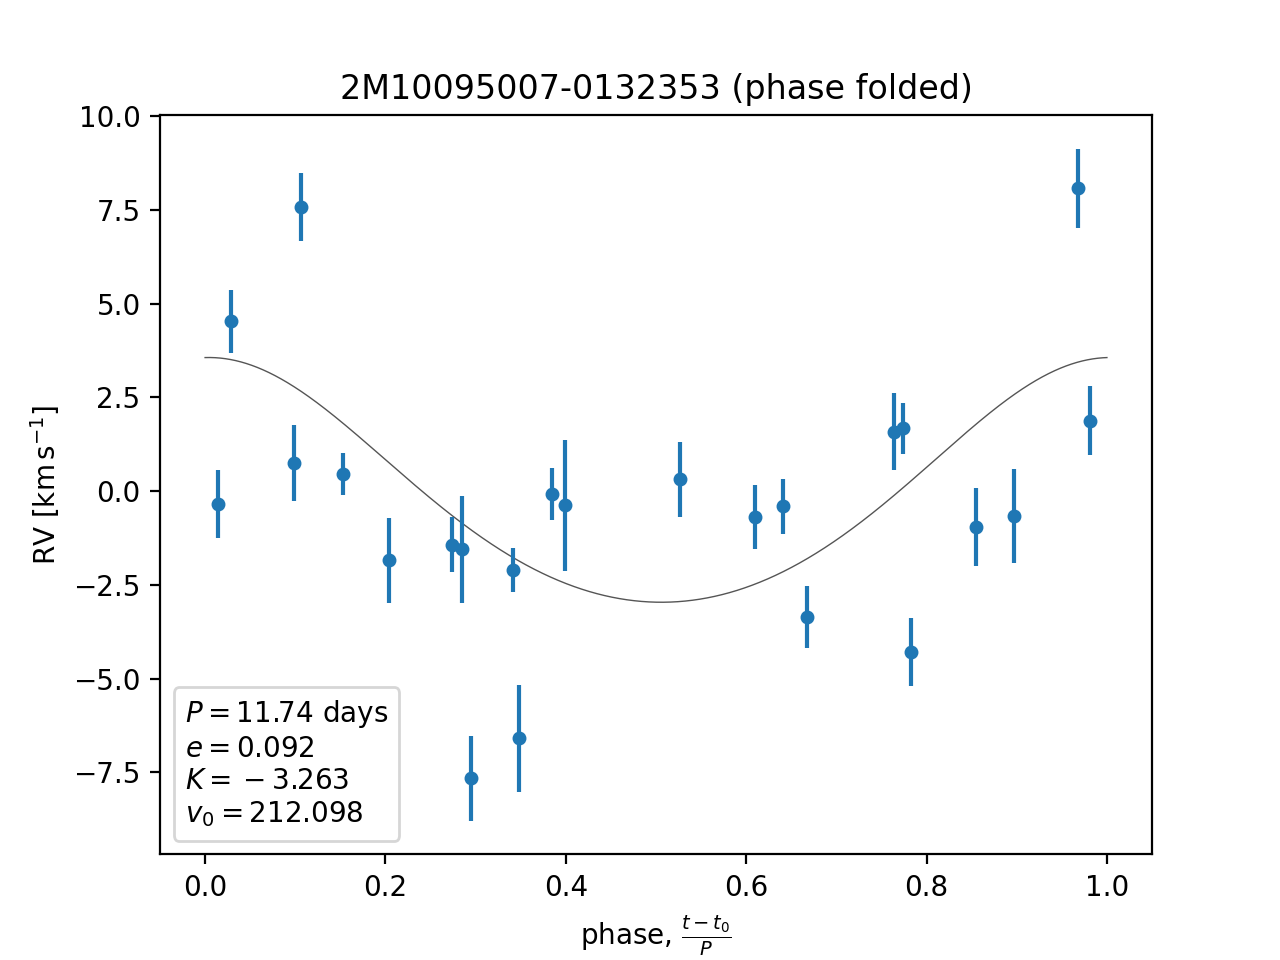 2M10095007-0132353 (phase folded)
10.0
7.5
5.0
2.5
0.0
−2.5
−5.0
−7.5
RV [km s⁻¹]
P = 11.74 days
e = 0.092
K = − 3.263
v₀ = 212.098
0.0 0.2 0.4 0.6 0.8 1.0
phase, (t − t₀)/P